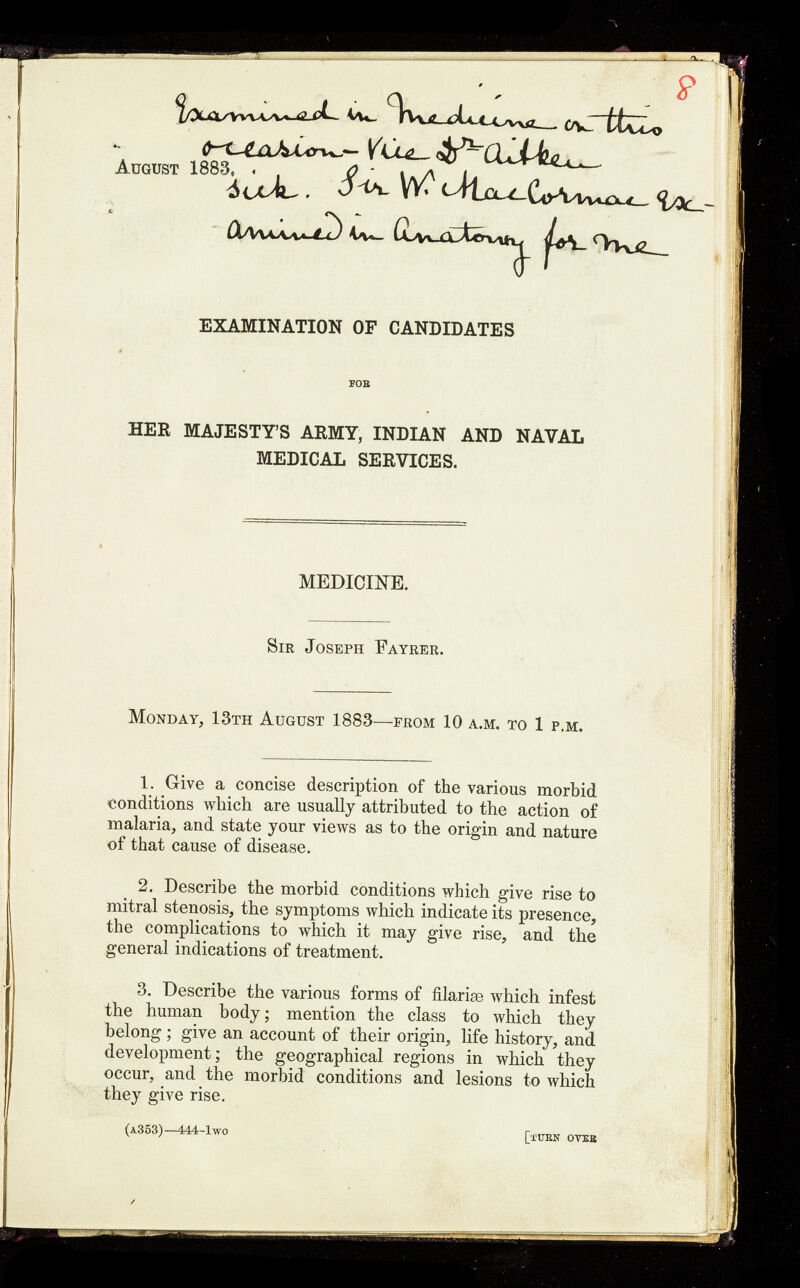 8
Examined in Medicine on this
occasion - Vice Dr Aitken
August 1883.
sick. Sir W. MacCormac Ex-
amined in Anatomy for me
EXAMINATION OF CANDIDATES
FOR
HER MAJESTY'S ARMY, INDIAN AND NAVAL
MEDICAL SERVICES.
MEDICINE.
Sir Joseph Fayrer.
Monday, 13th August 1883—from 10 a.m. to 1 p.m.
1. Give a concise description of the various morbid
conditions which are usually attributed to the action of
malaria, and state your views as to the origin and nature
of that cause of disease.
2. Describe the morbid conditions which give rise to
mitral stenosis, the symptoms which indicate its presence,
the complications to which it may give rise, and the
general indications of treatment.
3. Describe the various forms of filariæ which infest
the human body; mention the class to which they
belong; give an account of their origin, life history, and
development; the geographical regions in which they
occur, and the morbid conditions and lesions to which
they give rise.
(A353)—444-1wo
[TURN OVER